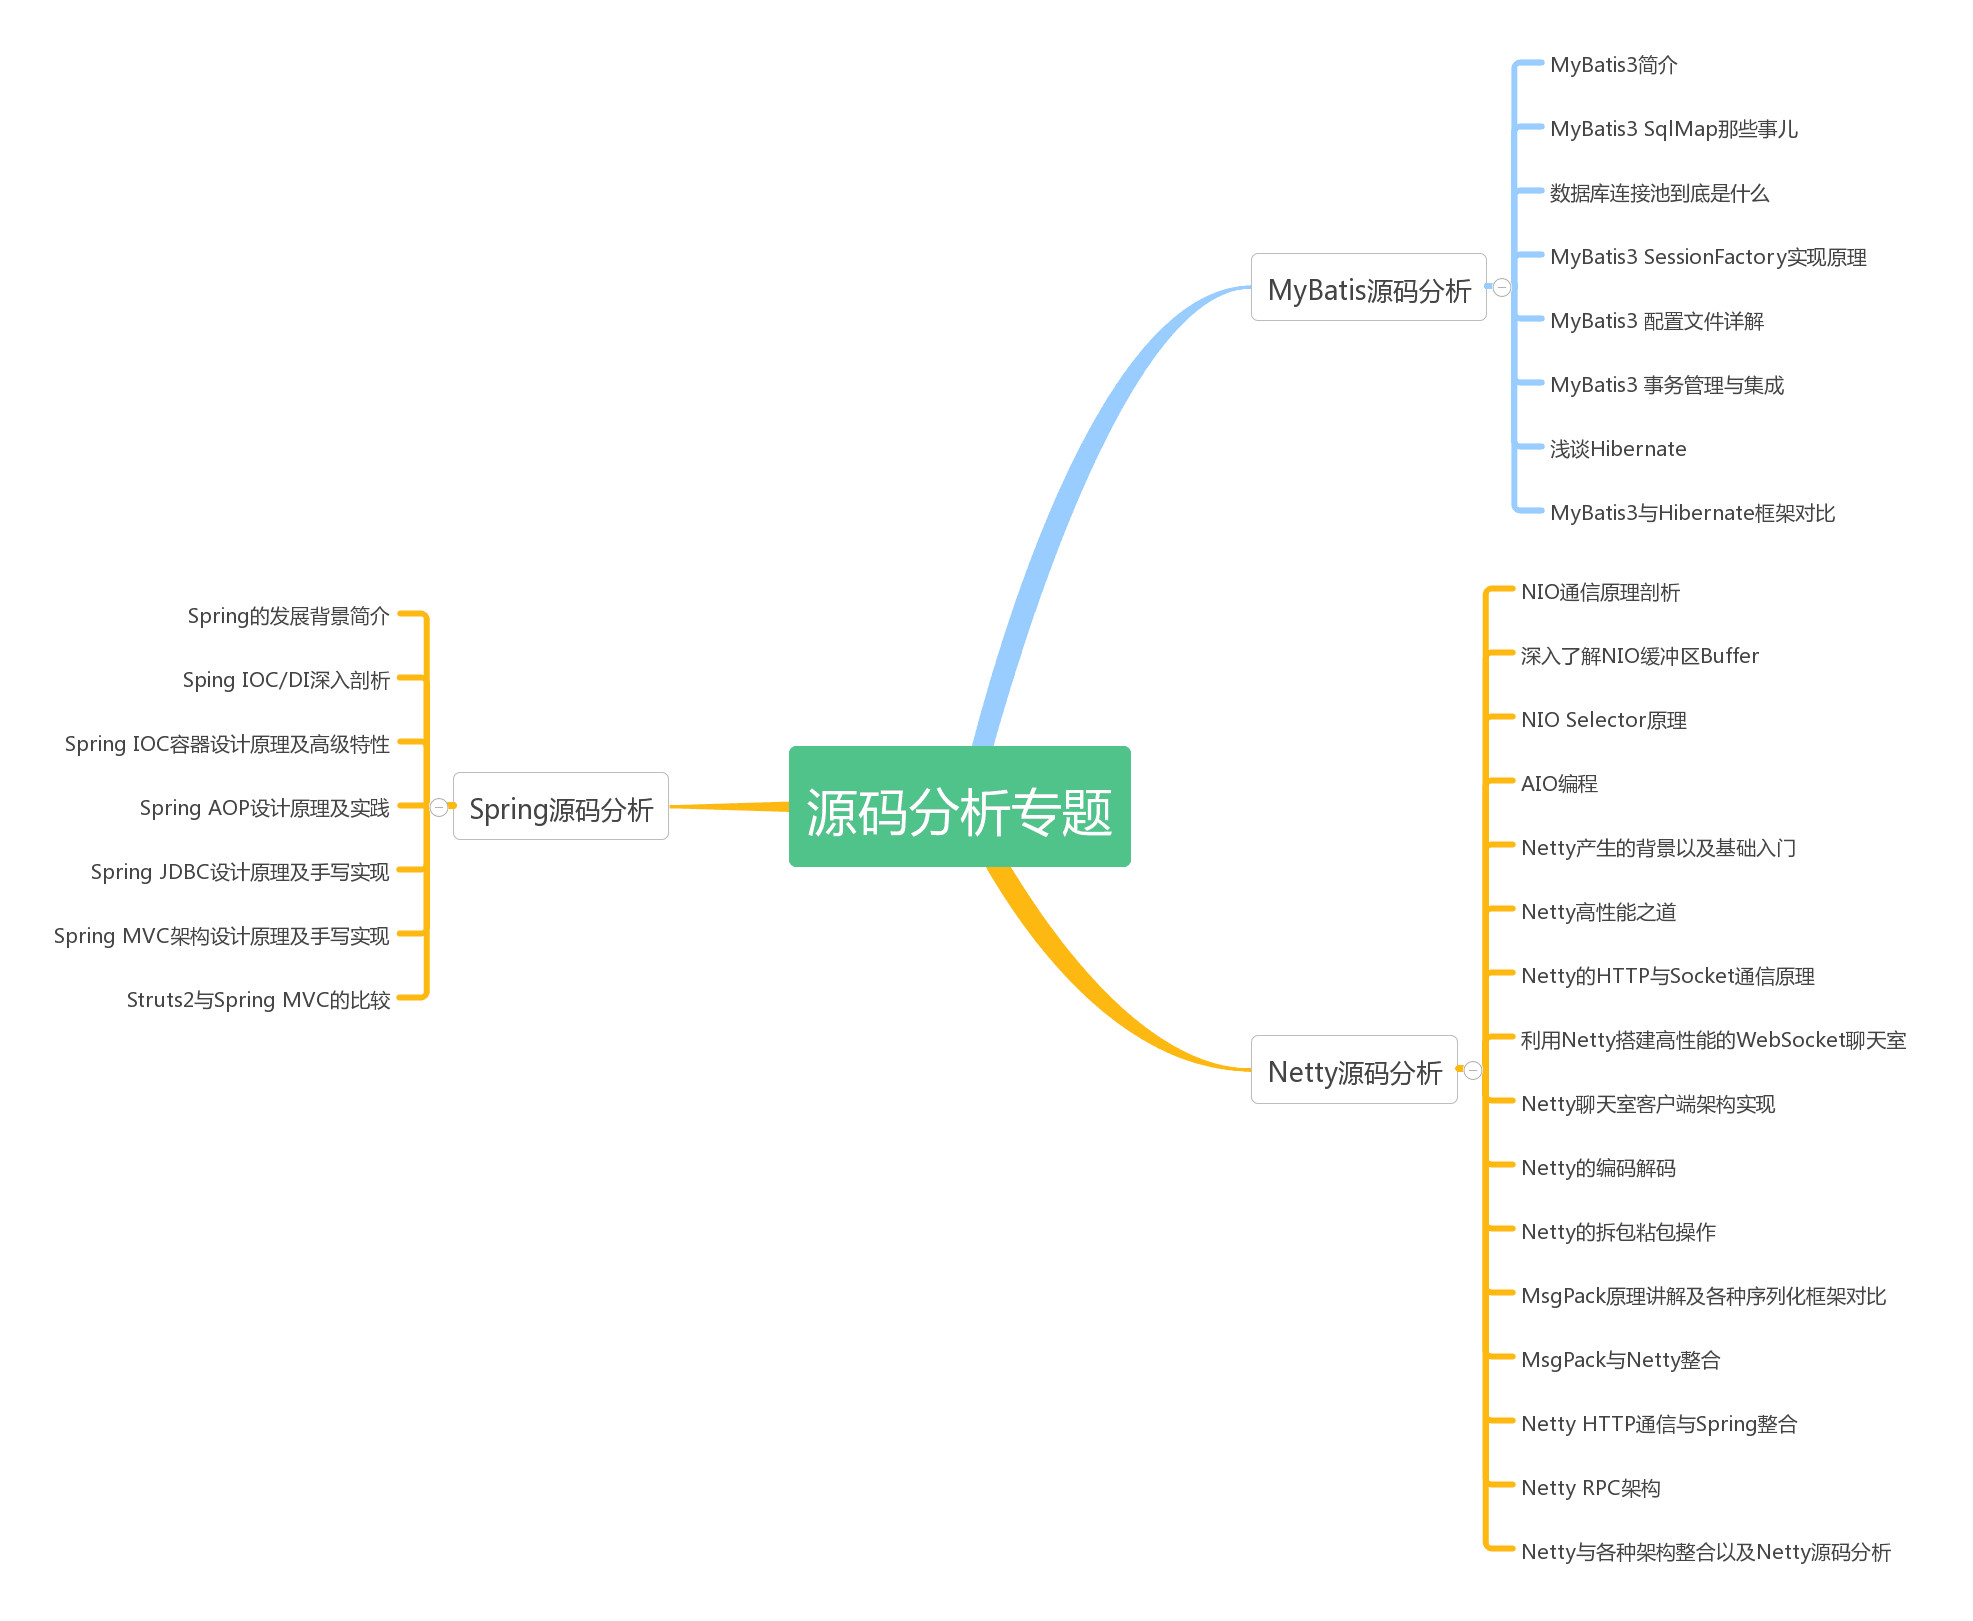 源码分析专题
MyBatis源码分析
MyBatis3简介
MyBatis3 SqlMap那些事儿
数据库连接池到底是什么
MyBatis3 SessionFactory实现原理
MyBatis3 配置文件详解
MyBatis3 事务管理与集成
浅谈Hibernate
MyBatis3与Hibernate框架对比
Netty源码分析
NIO通信原理剖析
深入了解NIO缓冲区Buffer
NIO Selector原理
AIO编程
Netty产生的背景以及基础入门
Netty高性能之道
Netty的HTTP与Socket通信原理
利用Netty搭建高性能的WebSocket聊天室
Netty聊天室客户端架构实现
Netty的编码解码
Netty的拆包粘包操作
MsgPack原理讲解及各种序列化框架对比
MsgPack与Netty整合
Netty HTTP通信与Spring整合
Netty RPC架构
Netty与各种架构整合以及Netty源码分析
Spring源码分析
Spring的发展背景简介
Sping IOC/DI深入剖析
Spring IOC容器设计原理及高级特性
Spring AOP设计原理及实践
Spring JDBC设计原理及手写实现
Spring MVC架构设计原理及手写实现
Struts2与Spring MVC的比较